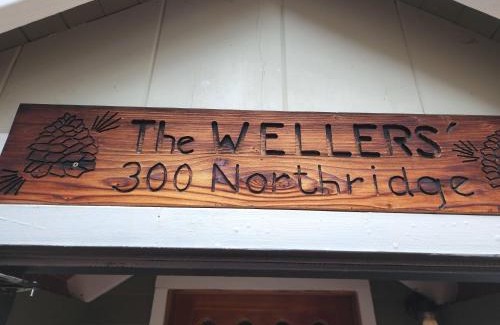 The WELLERS'
300 Northridge